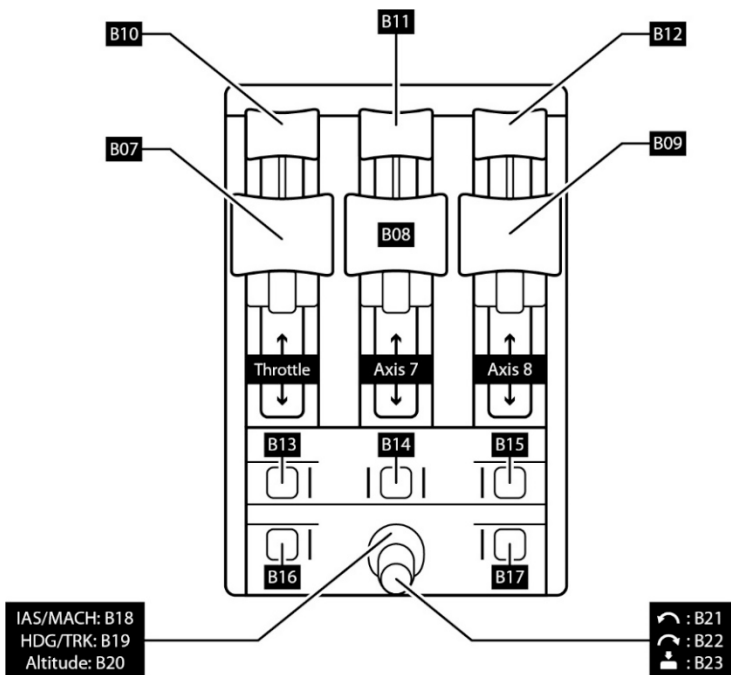 B10
B11
B12
B07
B09
B08
Throttle
Axis 7
Axis 8
B13
B14
B15
B16
B17
IAS/MACH: B18
HDG/TRK: B19
Altitude: B20
: B21
: B22
: B23